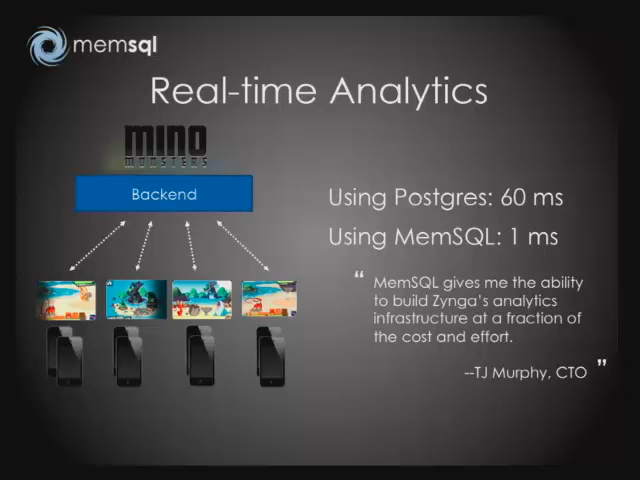 memsql
Real-time Analytics
mino
MONSTERS
Backend
Using Postgres: 60 ms
Using MemSQL: 1 ms
“ MemSQL gives me the ability
to build Zynga's analytics
infrastructure at a fraction of
the cost and effort.
--TJ Murphy, CTO ”